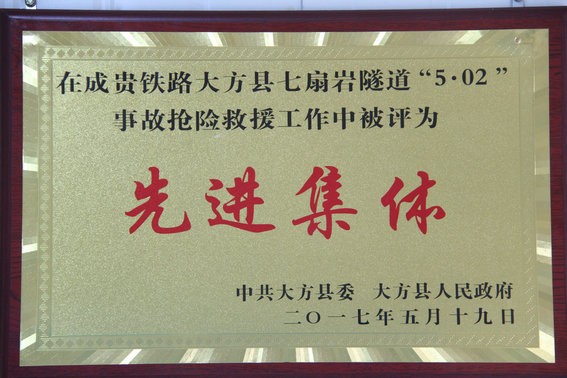 在成贵铁路大方县七扇岩隧道“5·02”
事故抢险救援工作中被评为
先进集体
中共大方县委 大方县人民政府
二〇一七年五月十九日